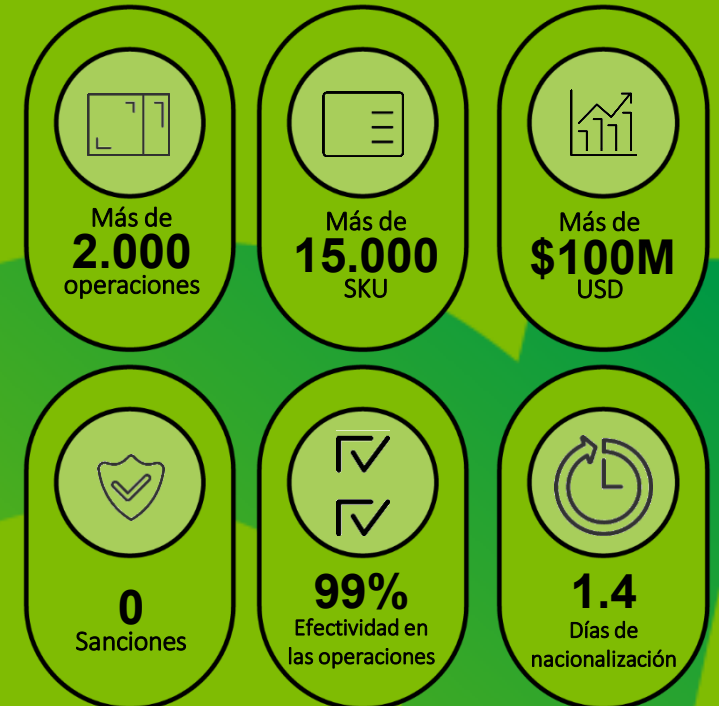 Más de
2.000
operaciones
Más de
15.000
SKU
Más de
$100M
USD
0
Sanciones
99%
Efectividad en
las operaciones
1.4
Días de
nacionalización